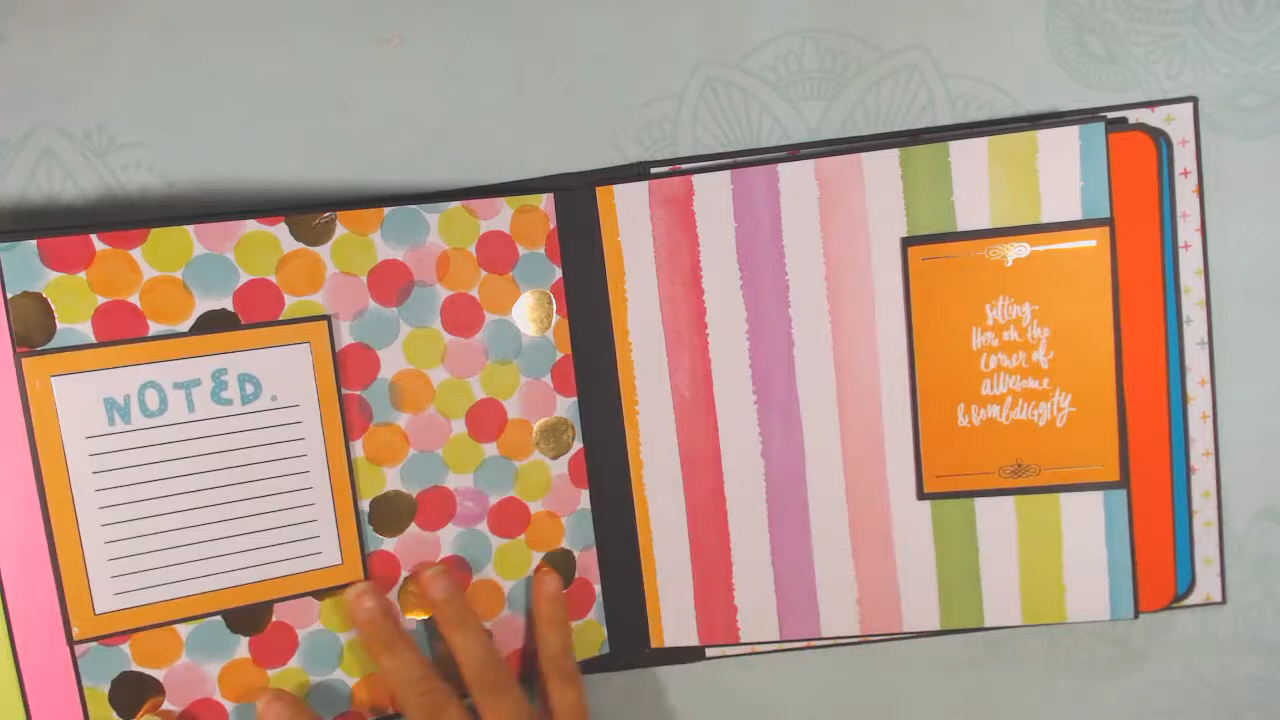 NOTED.
sitting
Here on the
corner of
awesome
& BOMBDIGGITY